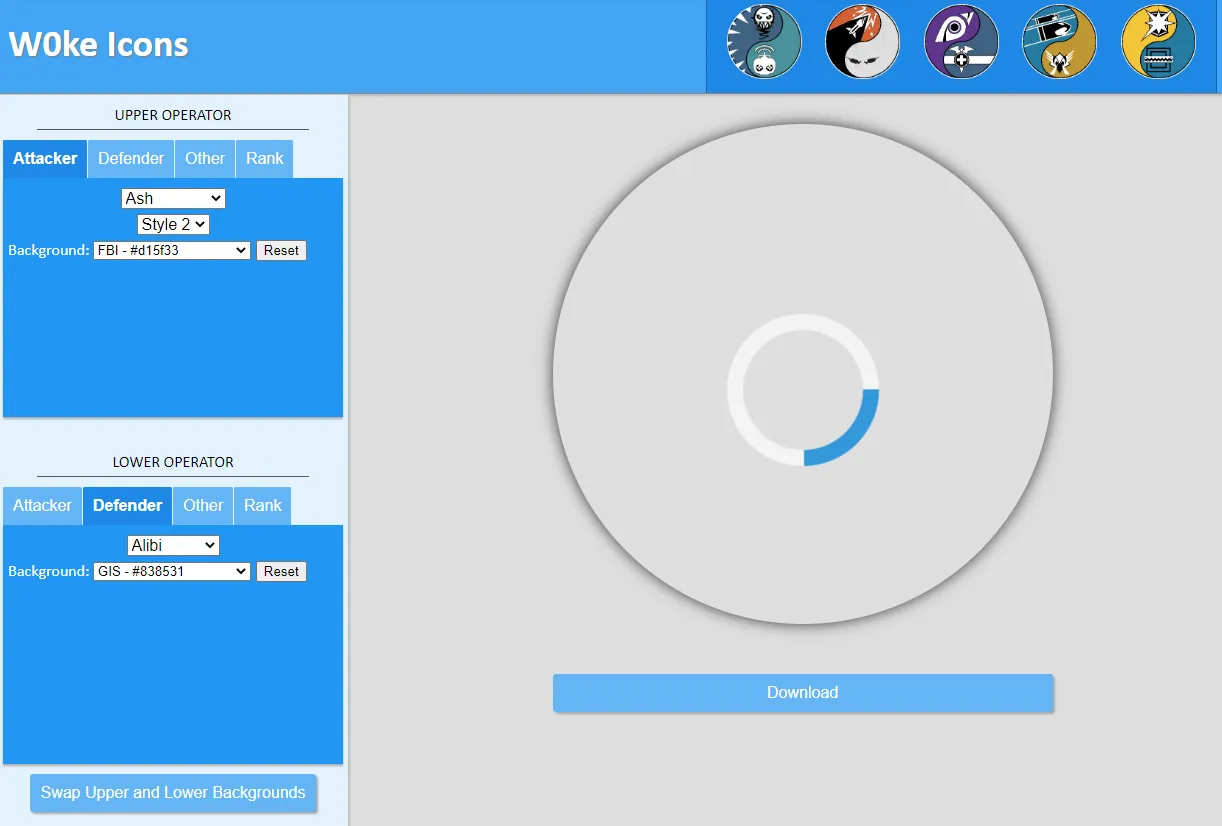 W0ke Icons
UPPER OPERATOR
Attacker Defender Other Rank
Ash
Style 2
Background: FBI - #d15f33 Reset
LOWER OPERATOR
Attacker Defender Other Rank
Alibi
Background: GIS - #838531 Reset
Swap Upper and Lower Backgrounds
Download